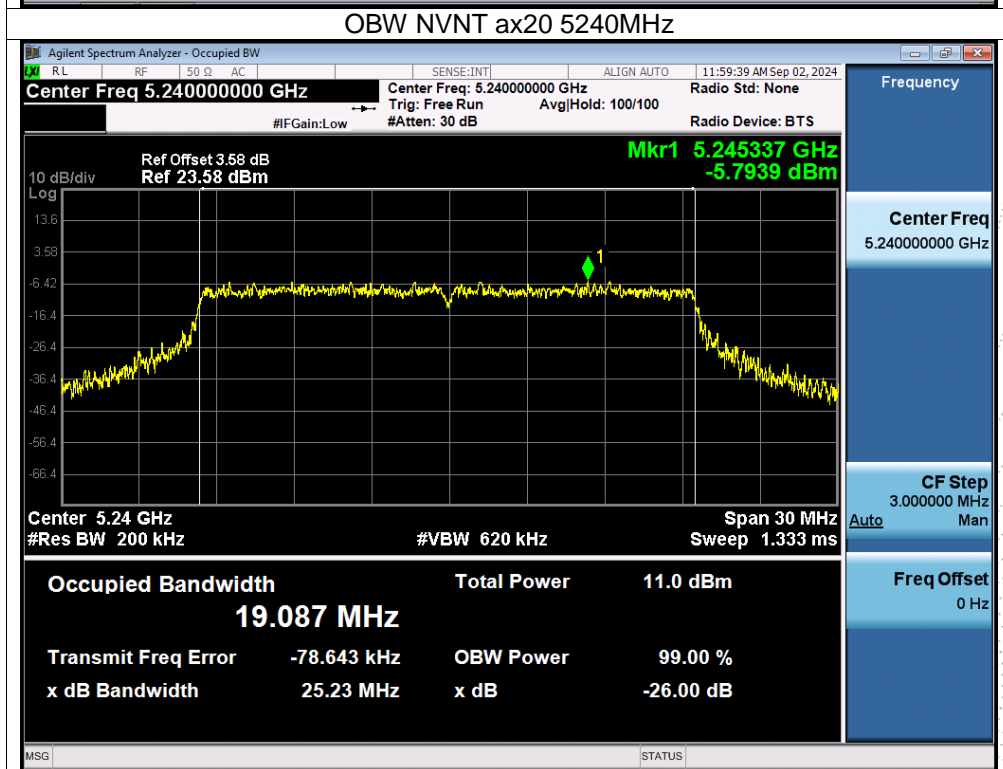 OBW NVNT ax20 5240MHz
Agilent Spectrum Analyzer - Occupied BW
LXI RL RF 50 Ω AC SENSE:INT ALIGN AUTO 11:59:39 AM Sep 02, 2024
Center Freq 5.240000000 GHz
Center Freq: 5.240000000 GHz Radio Std: None
Trig: Free Run Avg|Hold: 100/100
#IFGain:Low #Atten: 30 dB Radio Device: BTS
Mkr1 5.245337 GHz
-5.7939 dBm
Ref Offset 3.58 dB
10 dB/div Ref 23.58 dBm
Log
13.6
3.58
-6.42
-16.4
-26.4
-36.4
-46.4
-56.4
-66.4
1
Center 5.24 GHz Span 30 MHz
#Res BW 200 kHz #VBW 620 kHz Sweep 1.333 ms
Occupied Bandwidth Total Power 11.0 dBm
19.087 MHz
Transmit Freq Error -78.643 kHz OBW Power 99.00 %
x dB Bandwidth 25.23 MHz x dB -26.00 dB
MSG STATUS
Frequency
Center Freq
5.240000000 GHz
CF Step
3.000000 MHz
Auto Man
Freq Offset
0 Hz